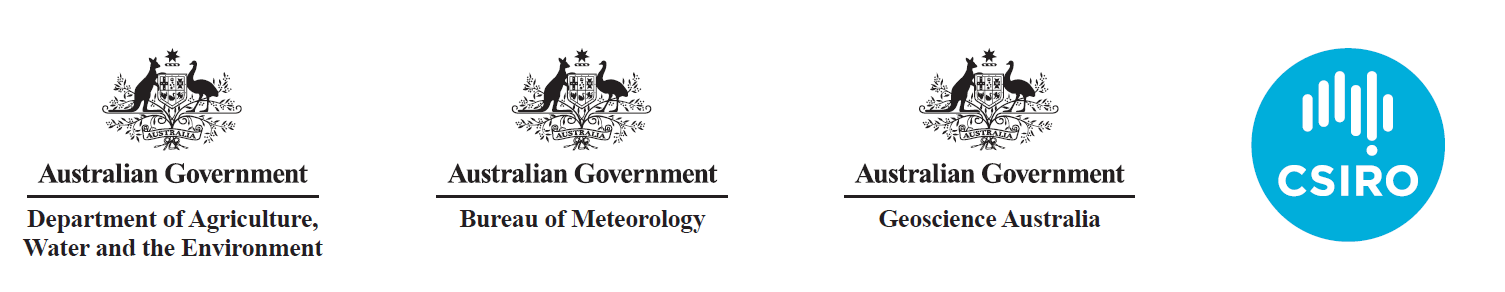 AUSTRALIA
Australian Government
Department of Agriculture,
Water and the Environment
AUSTRALIA
Australian Government
Bureau of Meteorology
AUSTRALIA
Australian Government
Geoscience Australia
CSIRO